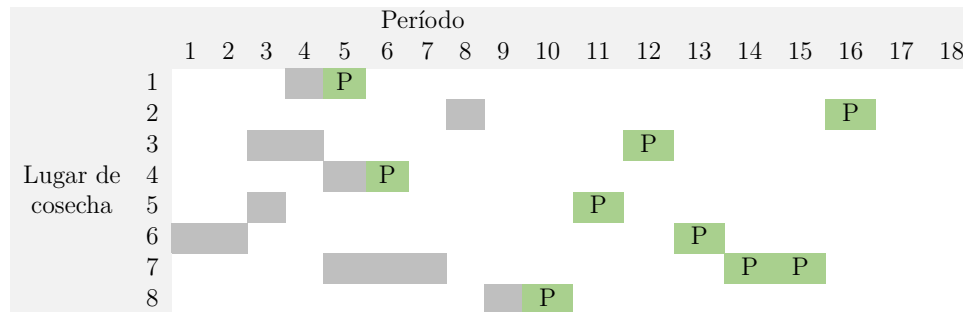 Período
1 2 3 4 5 6 7 8 9 10 11 12 13 14 15 16 17 18
1 P
2 P
3 P
Lugar de 4 P
cosecha 5 P
6 P
7 P P
8 P